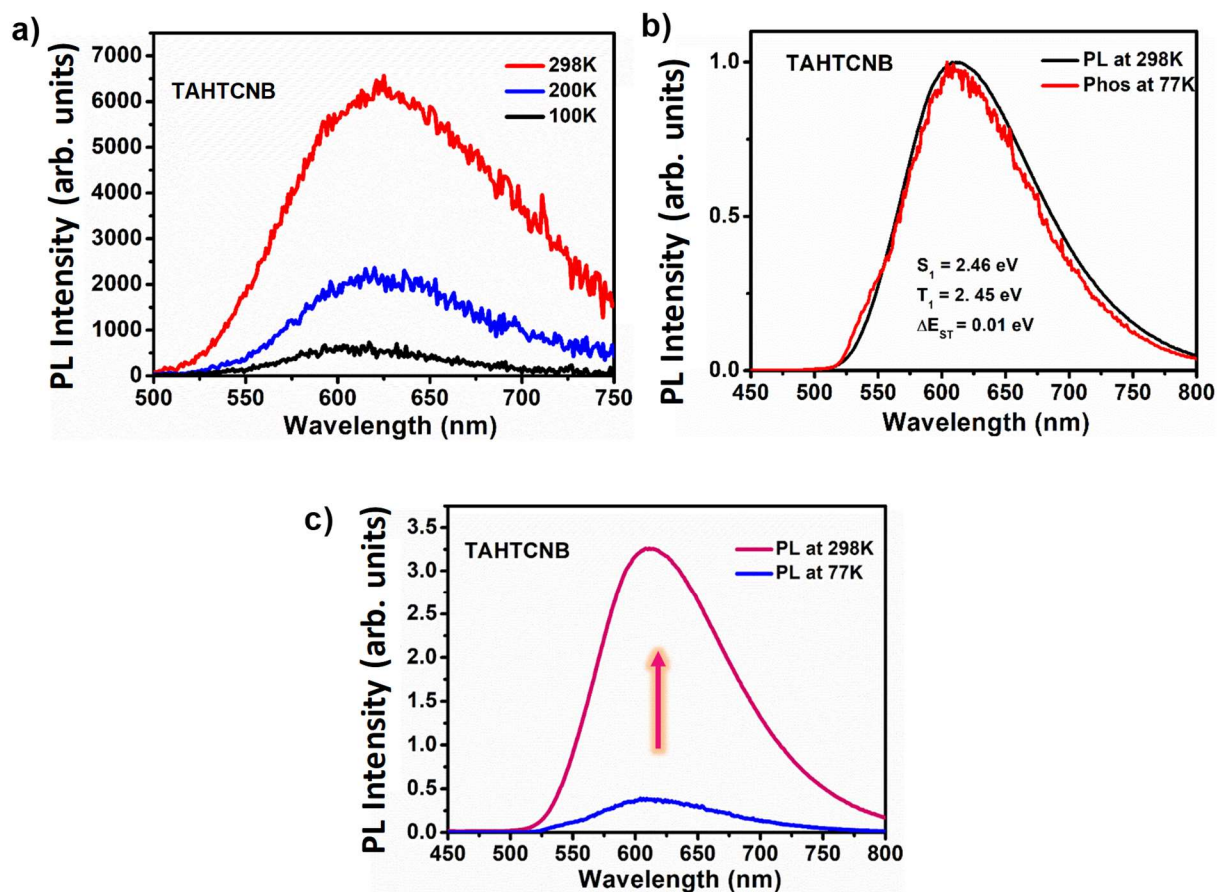 a)
PL Intensity (arb. units)
7000
6000
5000
4000
3000
2000
1000
0
TAHTCNB
298K
200K
100K
500 550 600 650 700 750
Wavelength (nm)
b)
PL Intensity (arb. units)
1.0
0.5
0.0
TAHTCNB
PL at 298K
Phos at 77K
S₁ = 2.46 eV
T₁ = 2.45 eV
ΔE_ST = 0.01 eV
450 500 550 600 650 700 750 800
Wavelength (nm)
c)
PL Intensity (arb. units)
3.5
3.0
2.5
2.0
1.5
1.0
0.5
0.0
TAHTCNB
PL at 298K
PL at 77K
450 500 550 600 650 700 750 800
Wavelength (nm)